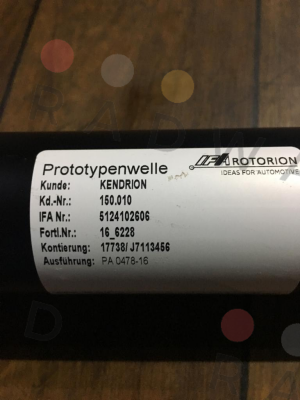 IFA ROTORION
IDEAS FOR AUTOMOTIVE
Prototypenwelle
Kunde: KENDRION
Kd.-Nr.: 150.010
IFA Nr.: 5124102606
Fortl.Nr.: 16_6228
Kontierung: 17738/ J7113456
Ausführung: PA 0478-16